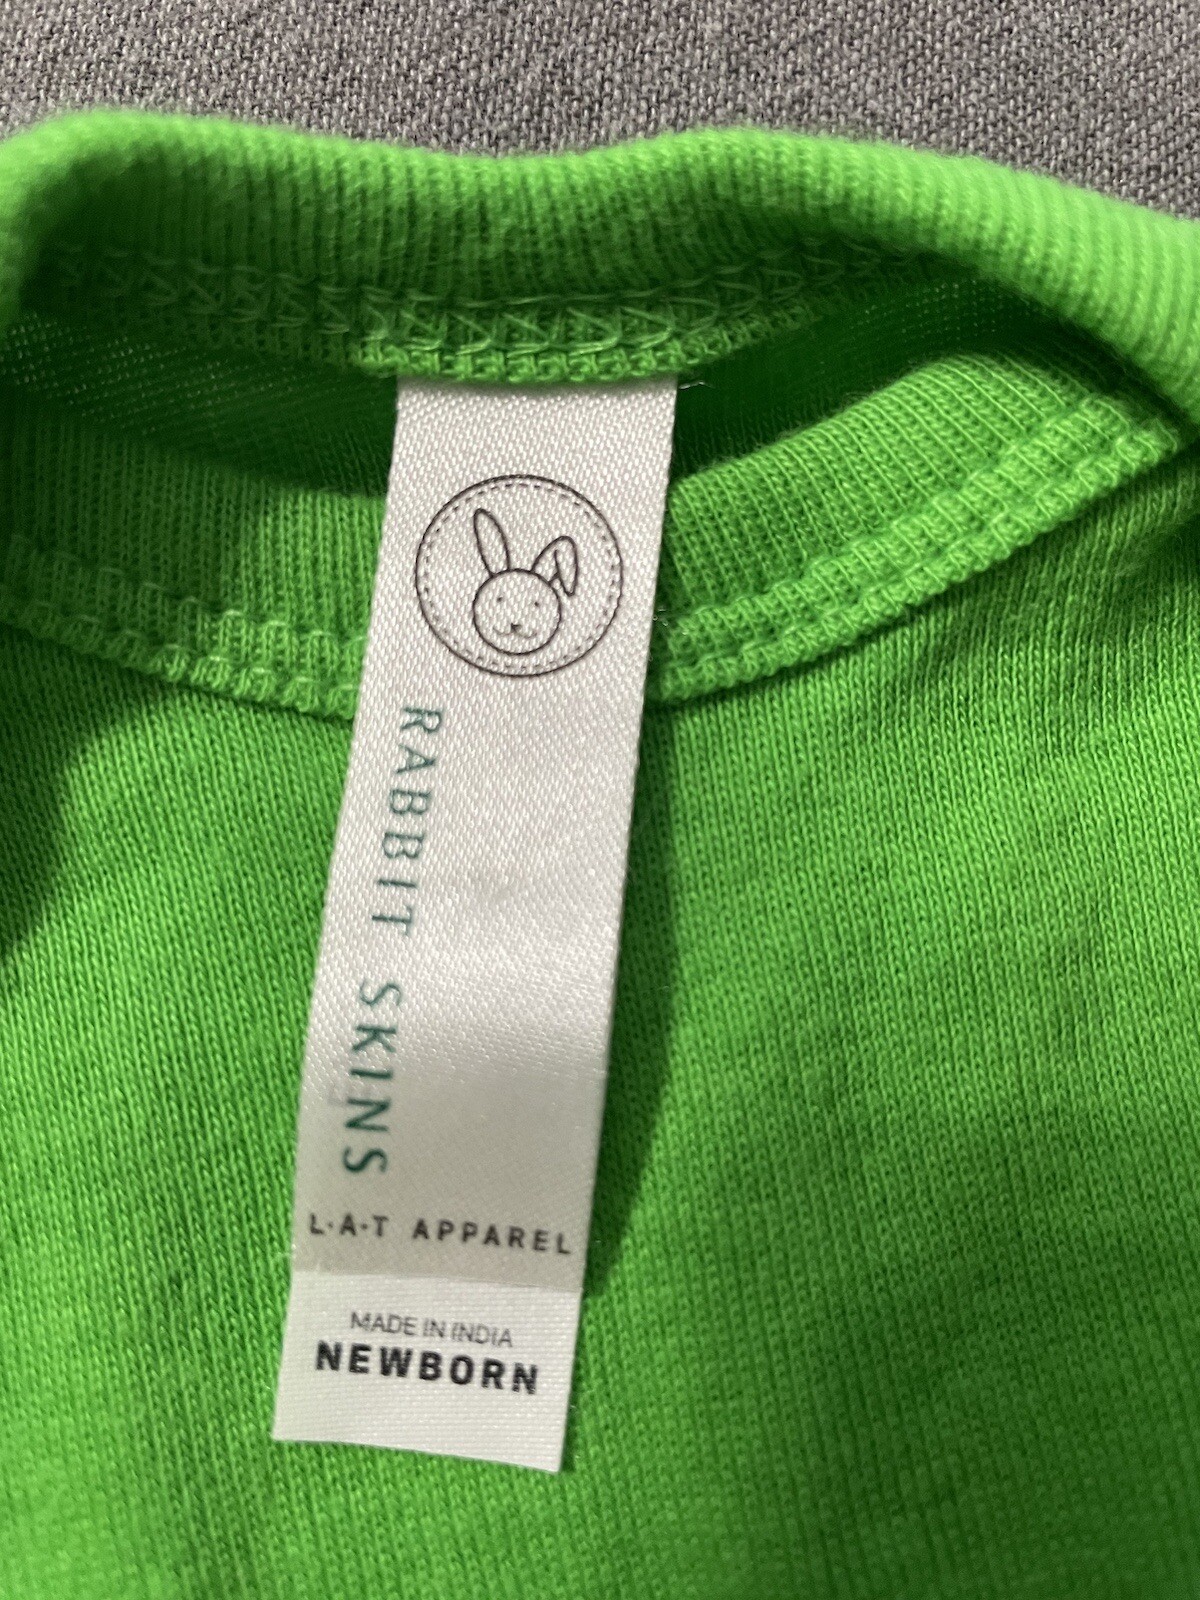 RABBIT SKINS
L·A·T APPAREL
MADE IN INDIA
NEWBORN